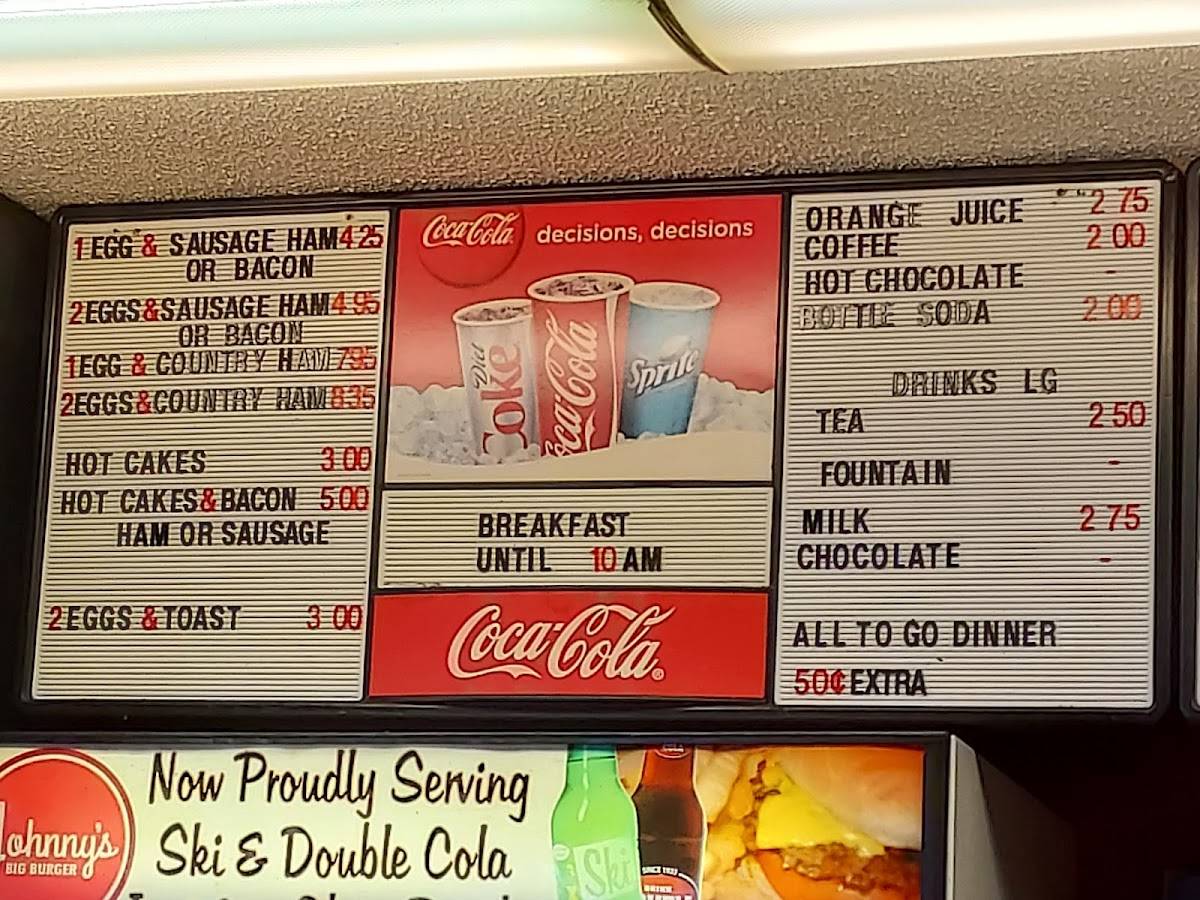 1 EGG & SAUSAGE HAM 4 25
OR BACON
2 EGGS & SAUSAGE HAM 4 95
OR BACON
1 EGG & COUNTRY HAM 7 95
2 EGGS & COUNTRY HAM 8 35
HOT CAKES 3 00
HOT CAKES & BACON 5 00
HAM OR SAUSAGE
2 EGGS & TOAST 3 00
Coca-Cola decisions, decisions
Diet Coke
Coca-Cola
Sprite
BREAKFAST
UNTIL 10 AM
Coca-Cola®
ORANGE JUICE 2 75
COFFEE 2 00
HOT CHOCOLATE -
BOTTLE SODA 2 00
DRINKS LG
TEA 2 50
FOUNTAIN -
MILK 2 75
CHOCOLATE -
ALL TO GO DINNER
50¢ EXTRA
Johnny's
BIG BURGER
Now Proudly Serving
Ski & Double Cola
Ski
SINCE 1933
DRINK